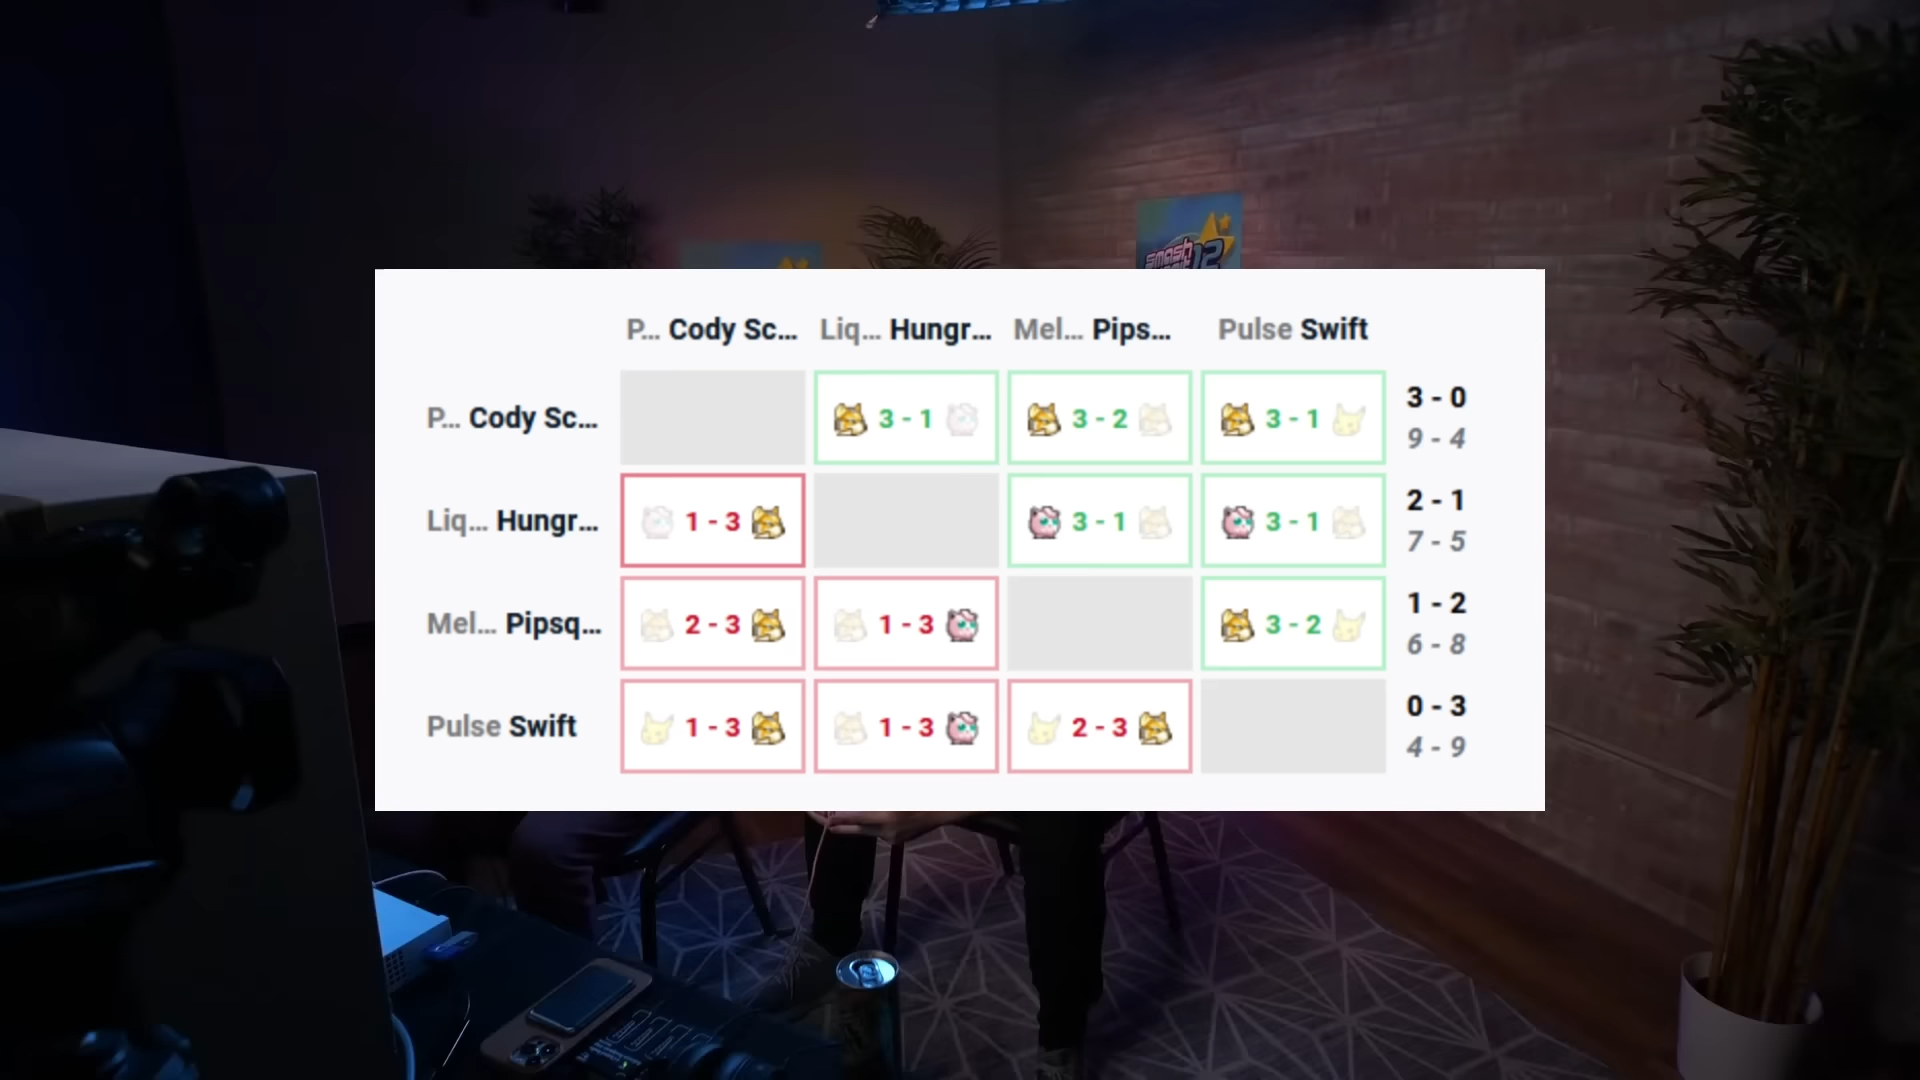 smash
12
P... Cody Sc... Liq... Hungr... Mel... Pips... Pulse Swift
P... Cody Sc... 3 - 1 3 - 2 3 - 1 3 - 0
9 - 4
Liq... Hungr... 1 - 3 3 - 1 3 - 1 2 - 1
7 - 5
Mel... Pipsq... 2 - 3 1 - 3 3 - 2 1 - 2
6 - 8
Pulse Swift 1 - 3 1 - 3 2 - 3 0 - 3
4 - 9